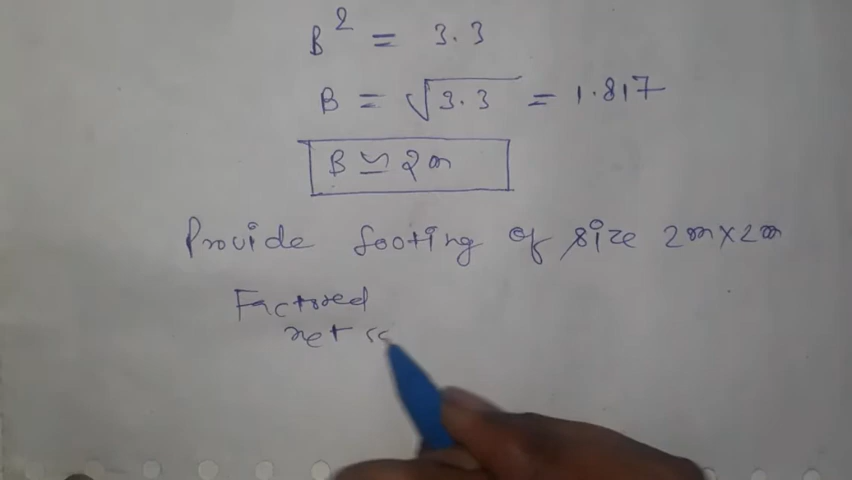 B² = 3.3
B = √3.3 = 1.817
B ≃ 2m
Provide footing of size 2m×2m
Factored
net